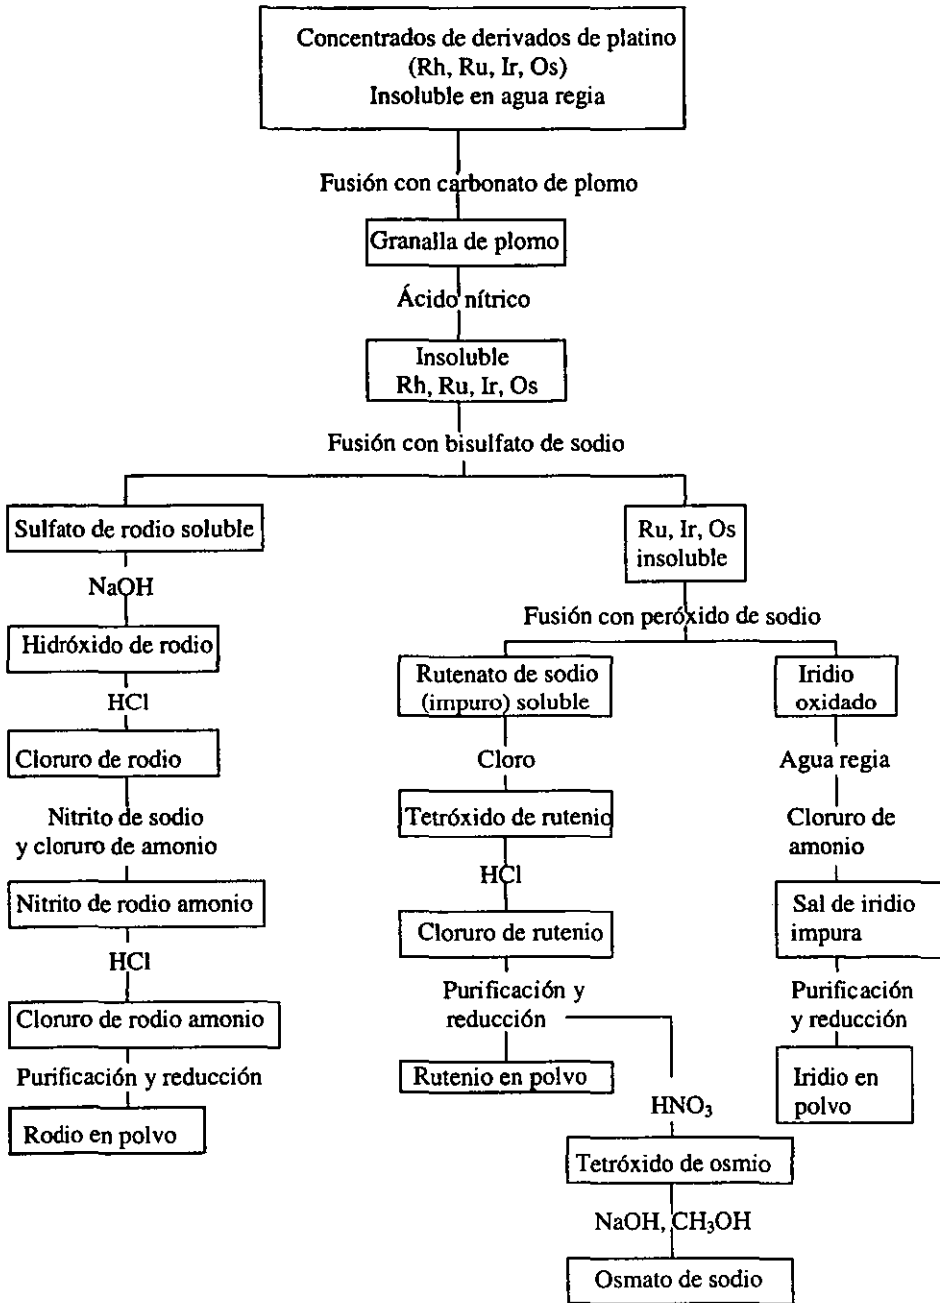 Concentrados de derivados de platino
(Rh, Ru, Ir, Os)
Insoluble en agua regia
Fusión con carbonato de plomo
Granalla de plomo
Ácido nítrico
Insoluble
Rh, Ru, Ir, Os
Fusión con bisulfato de sodio
Sulfato de rodio soluble
NaOH
Hidróxido de rodio
HCl
Cloruro de rodio
Nitrito de sodio
y cloruro de amonio
Nitrito de rodio amonio
HCl
Cloruro de rodio amonio
Purificación y reducción
Rodio en polvo
Ru, Ir, Os
insoluble
Fusión con peróxido de sodio
Rutenato de sodio
(impuro) soluble
Cloro
Tetróxido de rutenio
HCl
Cloruro de rutenio
Purificación y
reducción
Rutenio en polvo
HNO₃
Tetróxido de osmio
NaOH, CH₃OH
Osmato de sodio
Iridio
oxidado
Agua regia
Cloruro de
amonio
Sal de iridio
impura
Purificación
y reducción
Iridio en
polvo